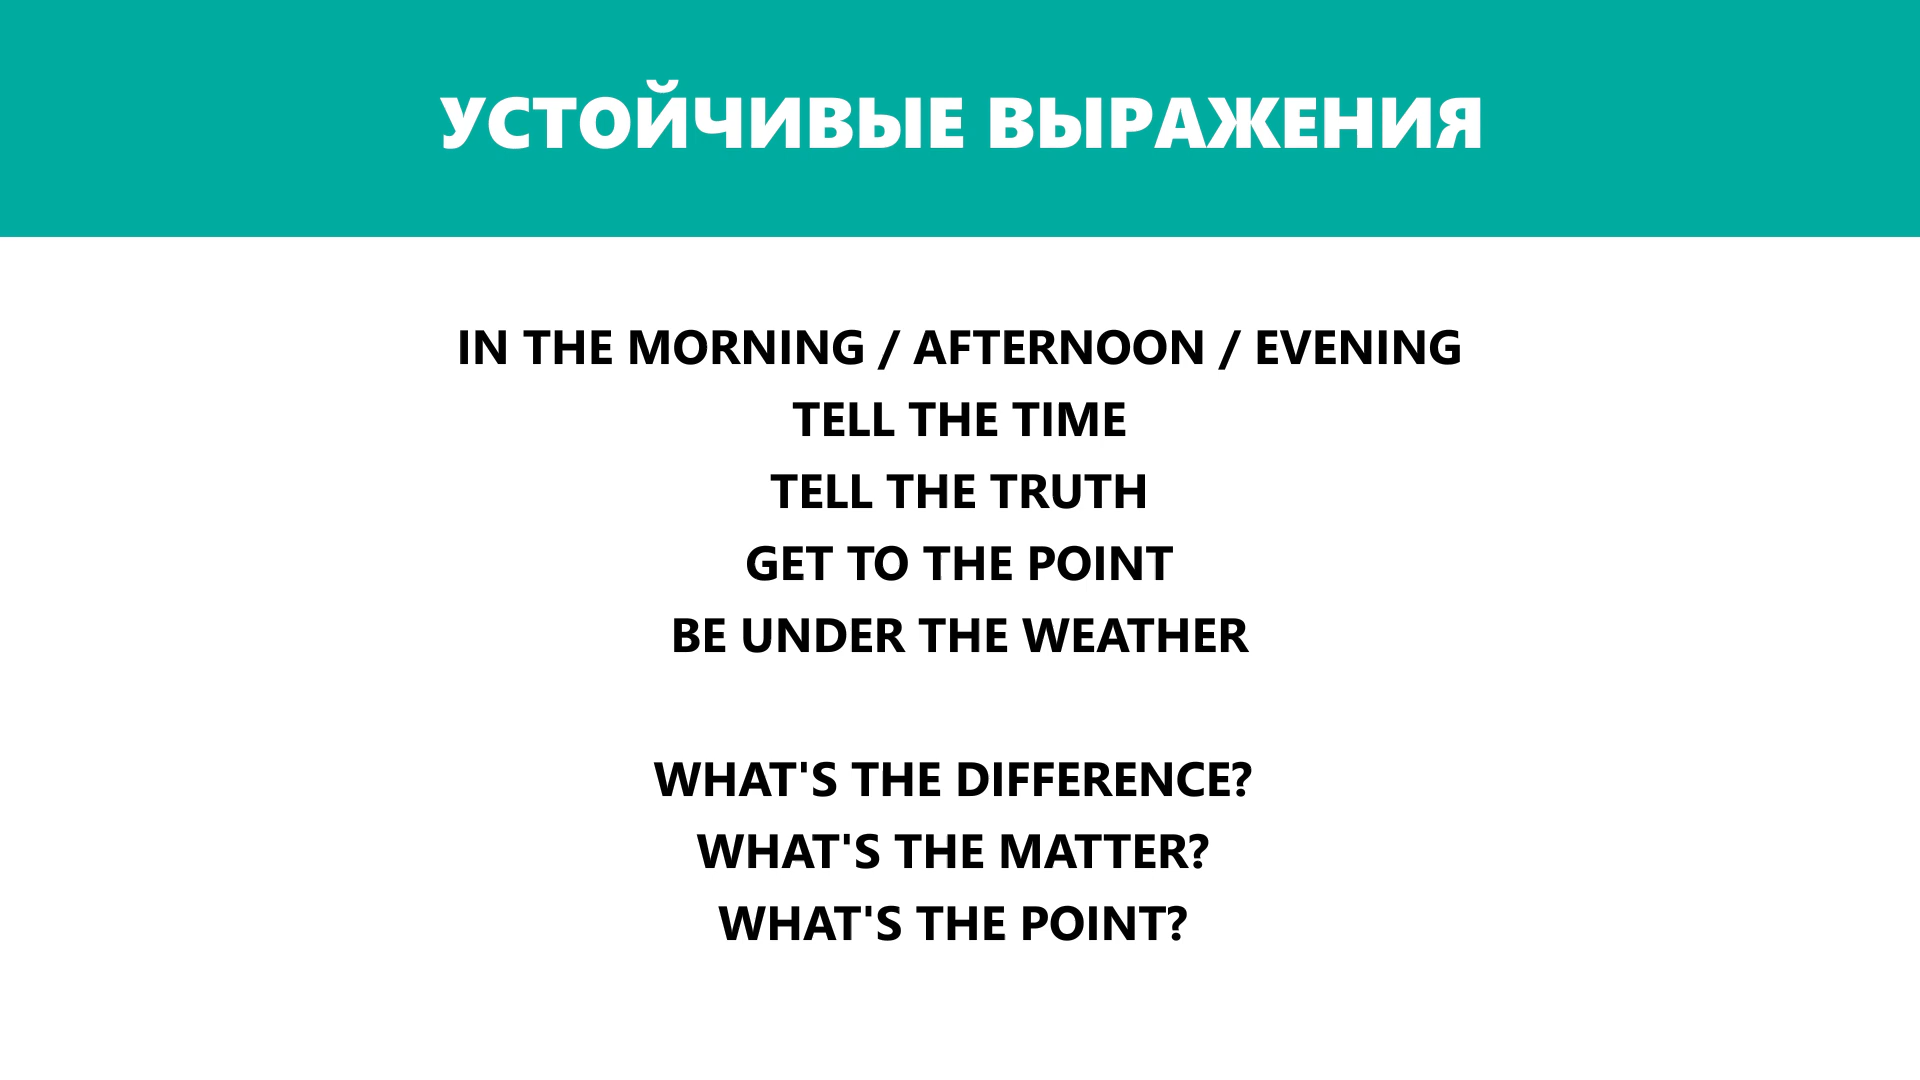 УСТОЙЧИВЫЕ ВЫРАЖЕНИЯ
IN THE MORNING / AFTERNOON / EVENING
TELL THE TIME
TELL THE TRUTH
GET TO THE POINT
BE UNDER THE WEATHER
WHAT'S THE DIFFERENCE?
WHAT'S THE MATTER?
WHAT'S THE POINT?